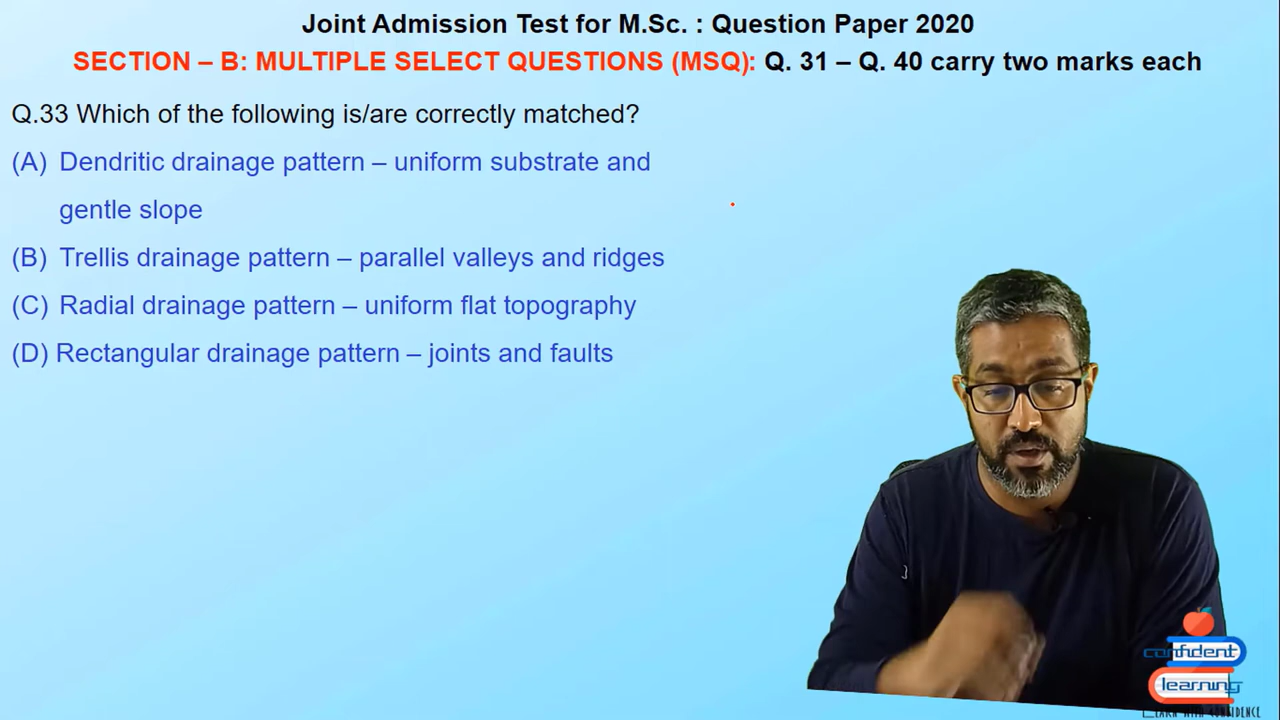 Joint Admission Test for M.Sc. : Question Paper 2020
SECTION – B: MULTIPLE SELECT QUESTIONS (MSQ): Q. 31 – Q. 40 carry two marks each
Q.33 Which of the following is/are correctly matched?
(A) Dendritic drainage pattern – uniform substrate and
gentle slope
(B) Trellis drainage pattern – parallel valleys and ridges
(C) Radial drainage pattern – uniform flat topography
(D) Rectangular drainage pattern – joints and faults
confident
learning
LEARN WITH CONFIDENCE